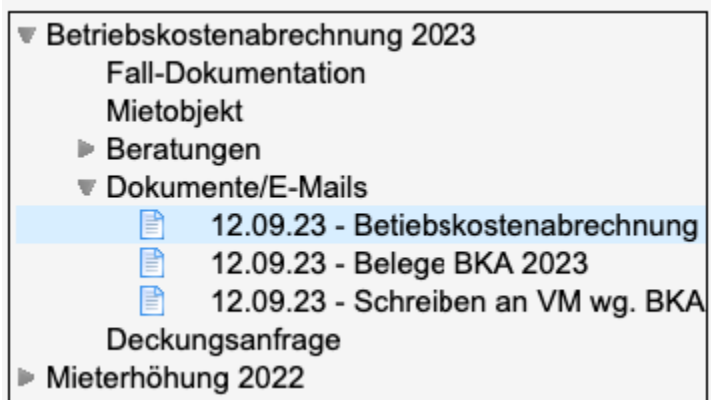 Betriebskostenabrechnung 2023
Fall-Dokumentation
Mietobjekt
Beratungen
Dokumente/E-Mails
12.09.23 - Betiebskostenabrechnung
12.09.23 - Belege BKA 2023
12.09.23 - Schreiben an VM wg. BKA
Deckungsanfrage
Mieterhöhung 2022